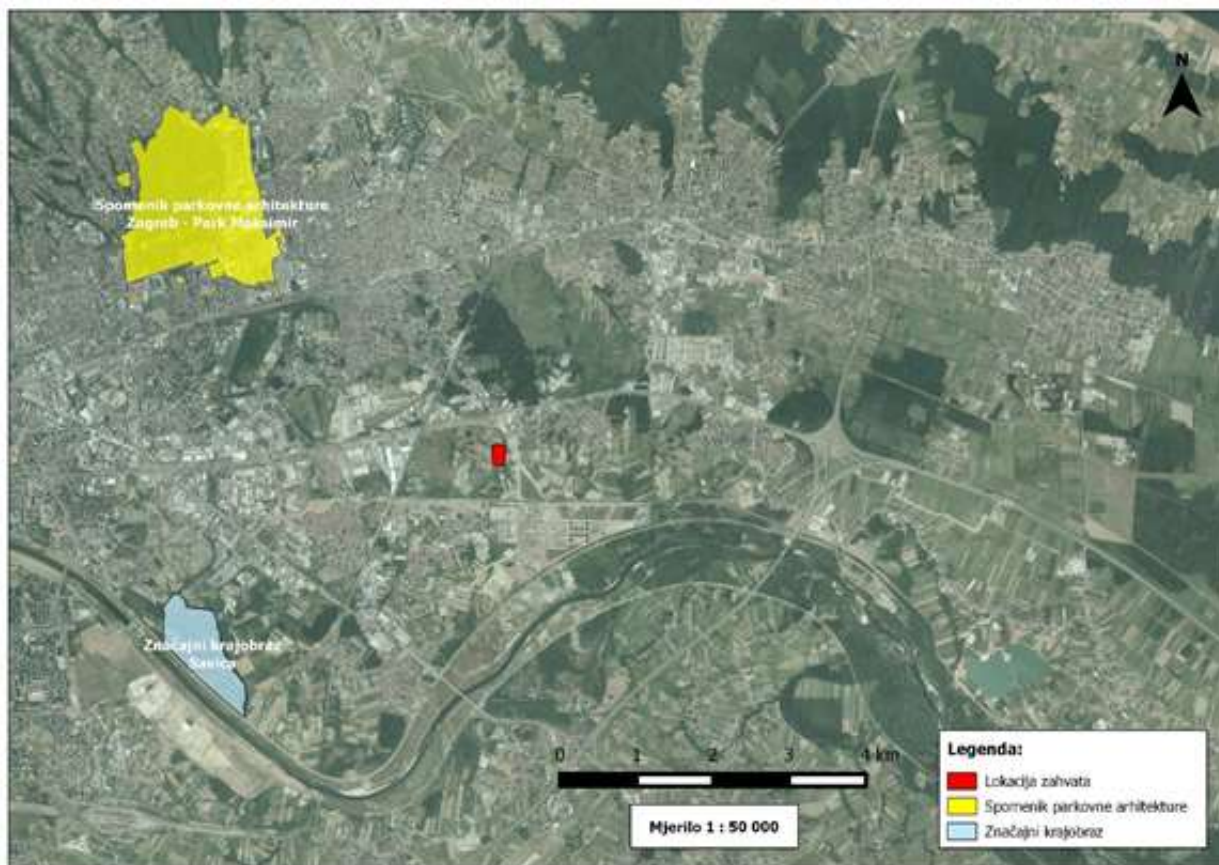 N
Spomenik parkovne arhitekture
Zagreb - Park Maksimir
Značajni krajobraz
Savica
0 1 2 3 4 km
Mjerilo 1 : 50 000
Legenda:
Lokacija zahvata
Spomenik parkovne arhitekture
Značajni krajobraz